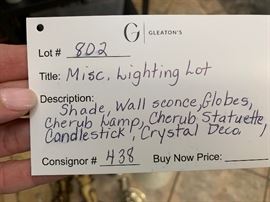 G GLEATON'S
Lot # 802
Title: Misc. Lighting Lot
Description:
Shade, Wall sconce, Globes,
Cherub Lamp, Cherub Statuette,
Candlestick, Crystal Deco,
Consignor # 438 Buy Now Price: